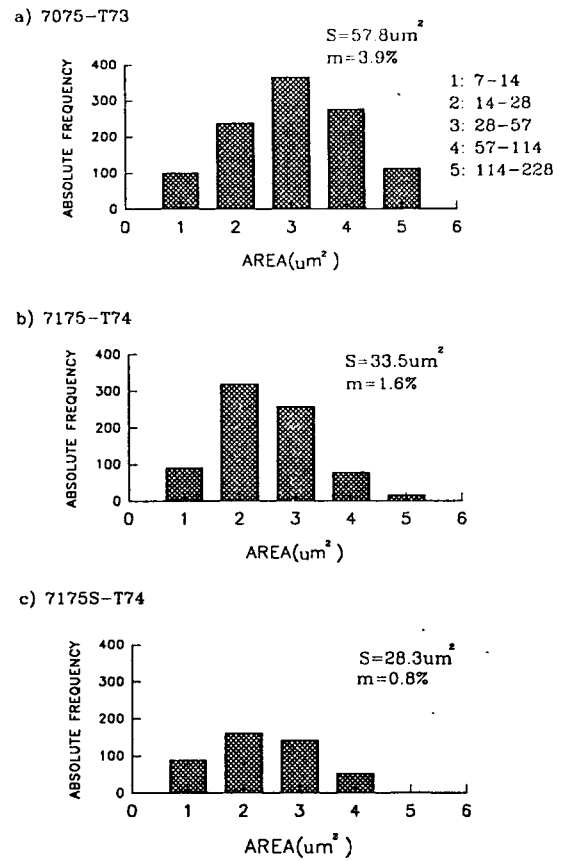 a) 7075-T73
S=57.8um²
m=3.9%
ABSOLUTE FREQUENCY
400
300
200
100
0
0 1 2 3 4 5 6
AREA(um²)
1: 7-14
2: 14-28
3: 28-57
4: 57-114
5: 114-228
b) 7175-T74
S=33.5um²
m=1.6%
ABSOLUTE FREQUENCY
400
300
200
100
0
0 1 2 3 4 5 6
AREA(um²)
c) 7175S-T74
S=28.3um²
m=0.8%
ABSOLUTE FREQUENCY
400
300
200
100
0
0 1 2 3 4 5 6
AREA(um²)